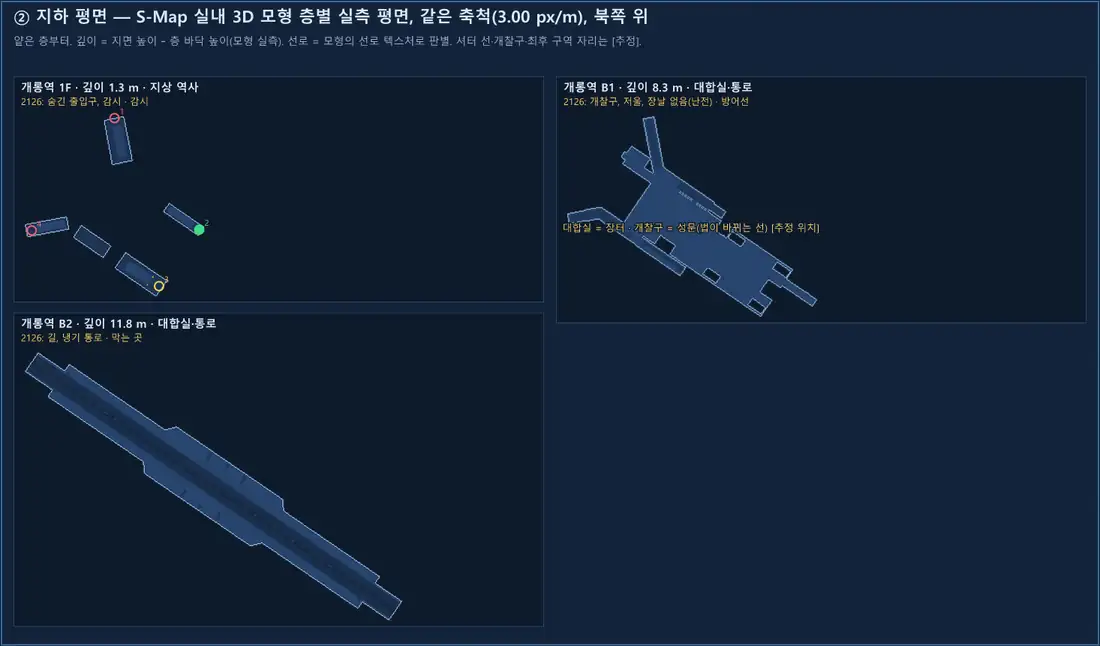 ② 지하 평면 — S-Map 실내 3D 모형 층별 실측 평면, 같은 축척(3.00 px/m), 북쪽 위
얕은 층부터. 깊이 = 지면 높이 − 층 바닥 높이(모형 실측). 선로 = 모형의 선로 텍스처로 판별. 셔터 선·개찰구·최후 구역 자리는 [추정].
개롱역 1F · 깊이 1.3 m · 지상 역사
2126: 숨긴 출입구, 감시 · 감시
1
2
4
3
개롱역 B1 · 깊이 8.3 m · 대합실·통로
2126: 개찰구, 저울, 장날 없음(난전) · 방어선
대합실 = 장터 · 개찰구 = 성문(법이 바뀌는 선) [추정 위치]
개롱역 B2 · 깊이 11.8 m · 대합실·통로
2126: 길, 냉기 통로 · 막는 곳